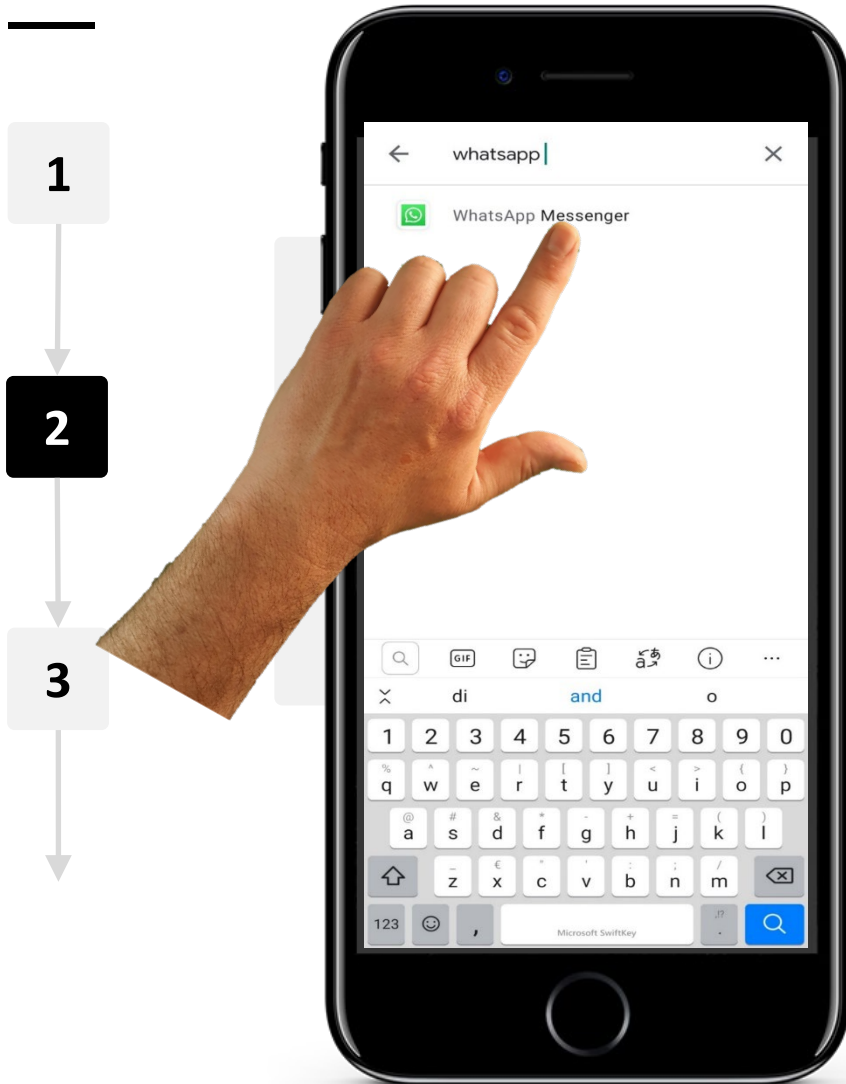 1
2
3
whatsapp
WhatsApp Messenger
GIF
di and o
1 2 3 4 5 6 7 8 9 0
% ^ ~ | [ ] < > { }
q w e r t y u i o p
@ # & * - + = ( )
a s d f g h j k l
_ € " ' : ; /
z x c v b n m
123 , ,!? .
Microsoft SwiftKey